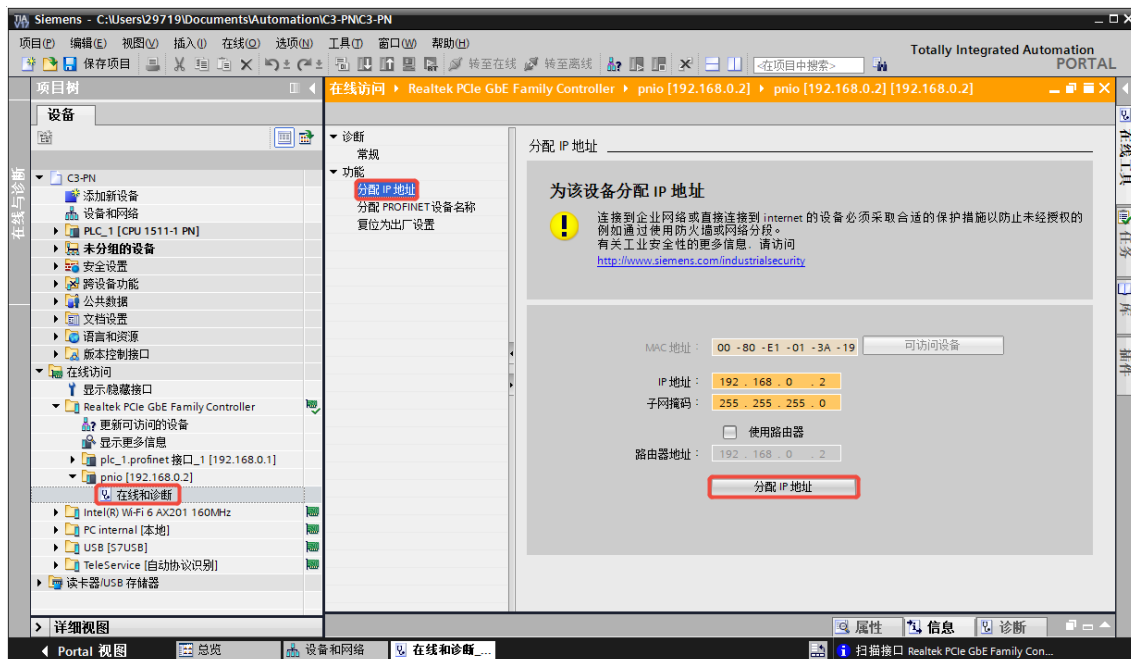 Siemens - C:\Users\29719\Documents\Automation\C3-PN\C3-PN
项目(P) 编辑(E) 视图(V) 插入(I) 在线(O) 选项(N) 工具(T) 窗口(W) 帮助(H)
Totally Integrated Automation
PORTAL
保存项目 转至在线 转至离线 <在项目中搜索>
项目树
在线访问 Realtek PCIe GbE Family Controller pnio [192.168.0.2] pnio [192.168.0.2] [192.168.0.2]
设备
在线与诊断
C3-PN
添加新设备
设备和网络
PLC_1 [CPU 1511-1 PN]
未分组的设备
安全设置
跨设备功能
公共数据
文档设置
语言和资源
版本控制接口
在线访问
显示/隐藏接口
Realtek PCIe GbE Family Controller
更新可访问的设备
显示更多信息
plc_1.profinet 接口_1 [192.168.0.1]
pnio [192.168.0.2]
在线和诊断
Intel(R) Wi-Fi 6 AX201 160MHz
PC internal [本地]
USB [S7USB]
TeleService [自动协议识别]
读卡器/USB 存储器
诊断
常规
功能
分配 IP 地址
分配 PROFINET 设备名称
复位为出厂设置
分配 IP 地址
为该设备分配 IP 地址
连接到企业网络或直接连接到 internet 的设备必须采取合适的保护措施以防止未经授权的
例如通过使用防火墙或网络分段。
有关工业安全性的更多信息, 请访问
http://www.siemens.com/industrialsecurity
MAC 地址: 00 -80 -E1 -01 -3A -19 可访问设备
IP 地址: 192 . 168 . 0 . 2
子网掩码: 255 . 255 . 255 . 0
使用路由器
路由器地址: 192 . 168 . 0 . 2
分配 IP 地址
在线工具
任务
库
插件
详细视图
属性 信息 诊断
Portal 视图 总览 设备和网络 在线和诊断_... 扫描接口 Realtek PCIe GbE Family Con...